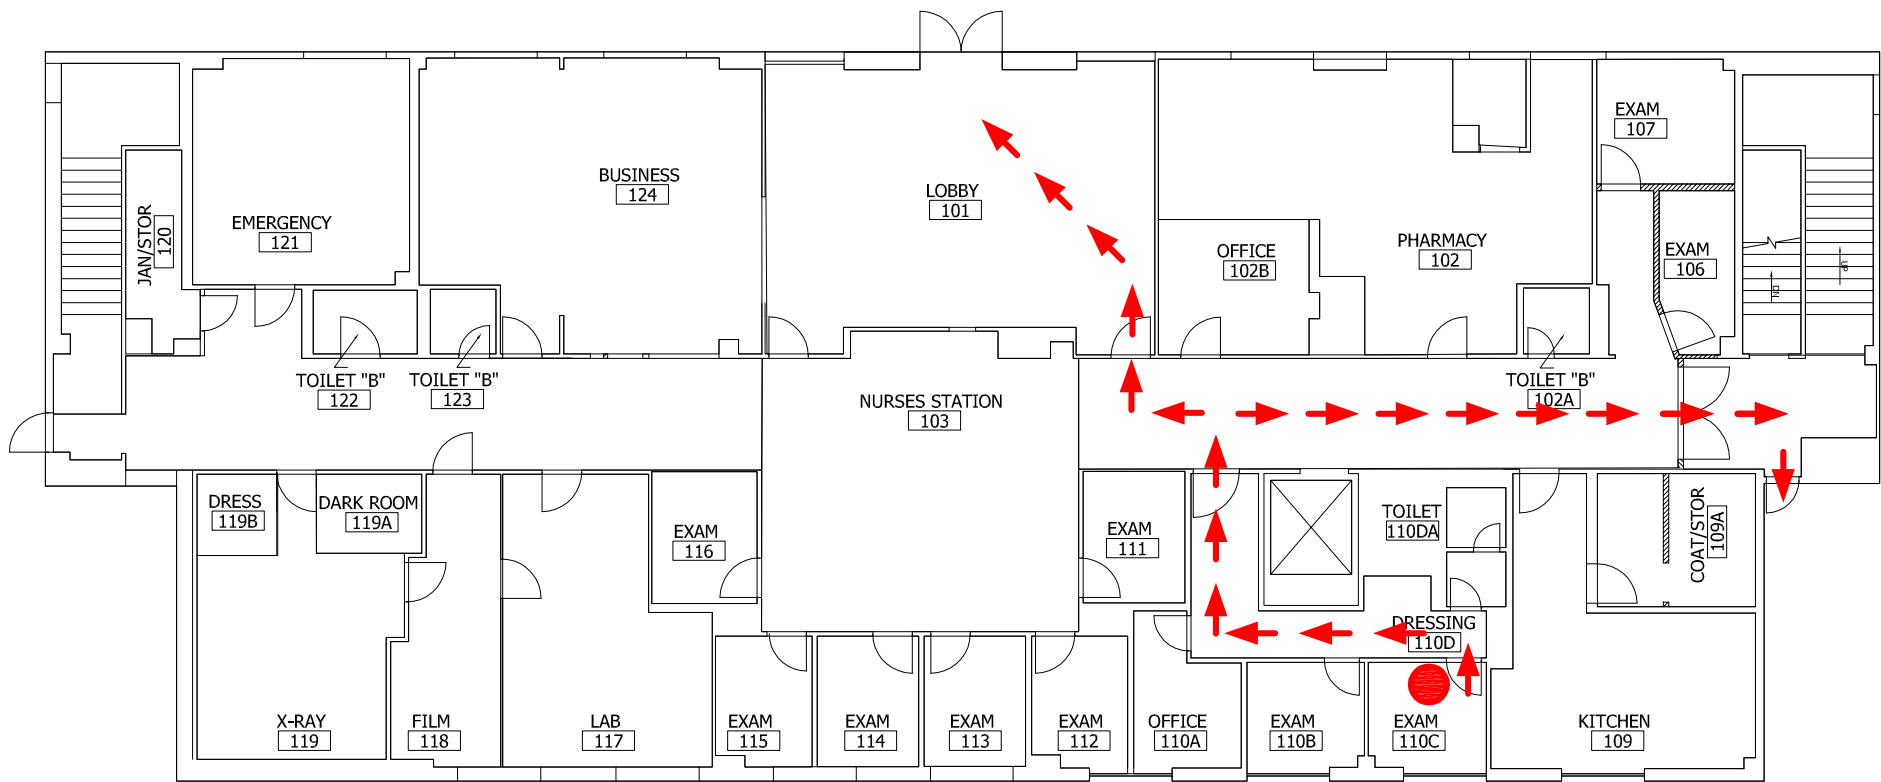 EXAM
107
BUSINESS
124
LOBBY
101
JAN/STOR
120
EMERGENCY
121
OFFICE
102B
PHARMACY
102
EXAM
106
DN
UP
TOILET "B"
122
TOILET "B"
123
NURSES STATION
103
TOILET "B"
102A
DRESS
119B
DARK ROOM
119A
EXAM
116
EXAM
111
TOILET
110DA
COAT/STOR
109A
DRESSING
110D
X-RAY
119
FILM
118
LAB
117
EXAM
115
EXAM
114
EXAM
113
EXAM
112
OFFICE
110A
EXAM
110B
EXAM
110C
KITCHEN
109